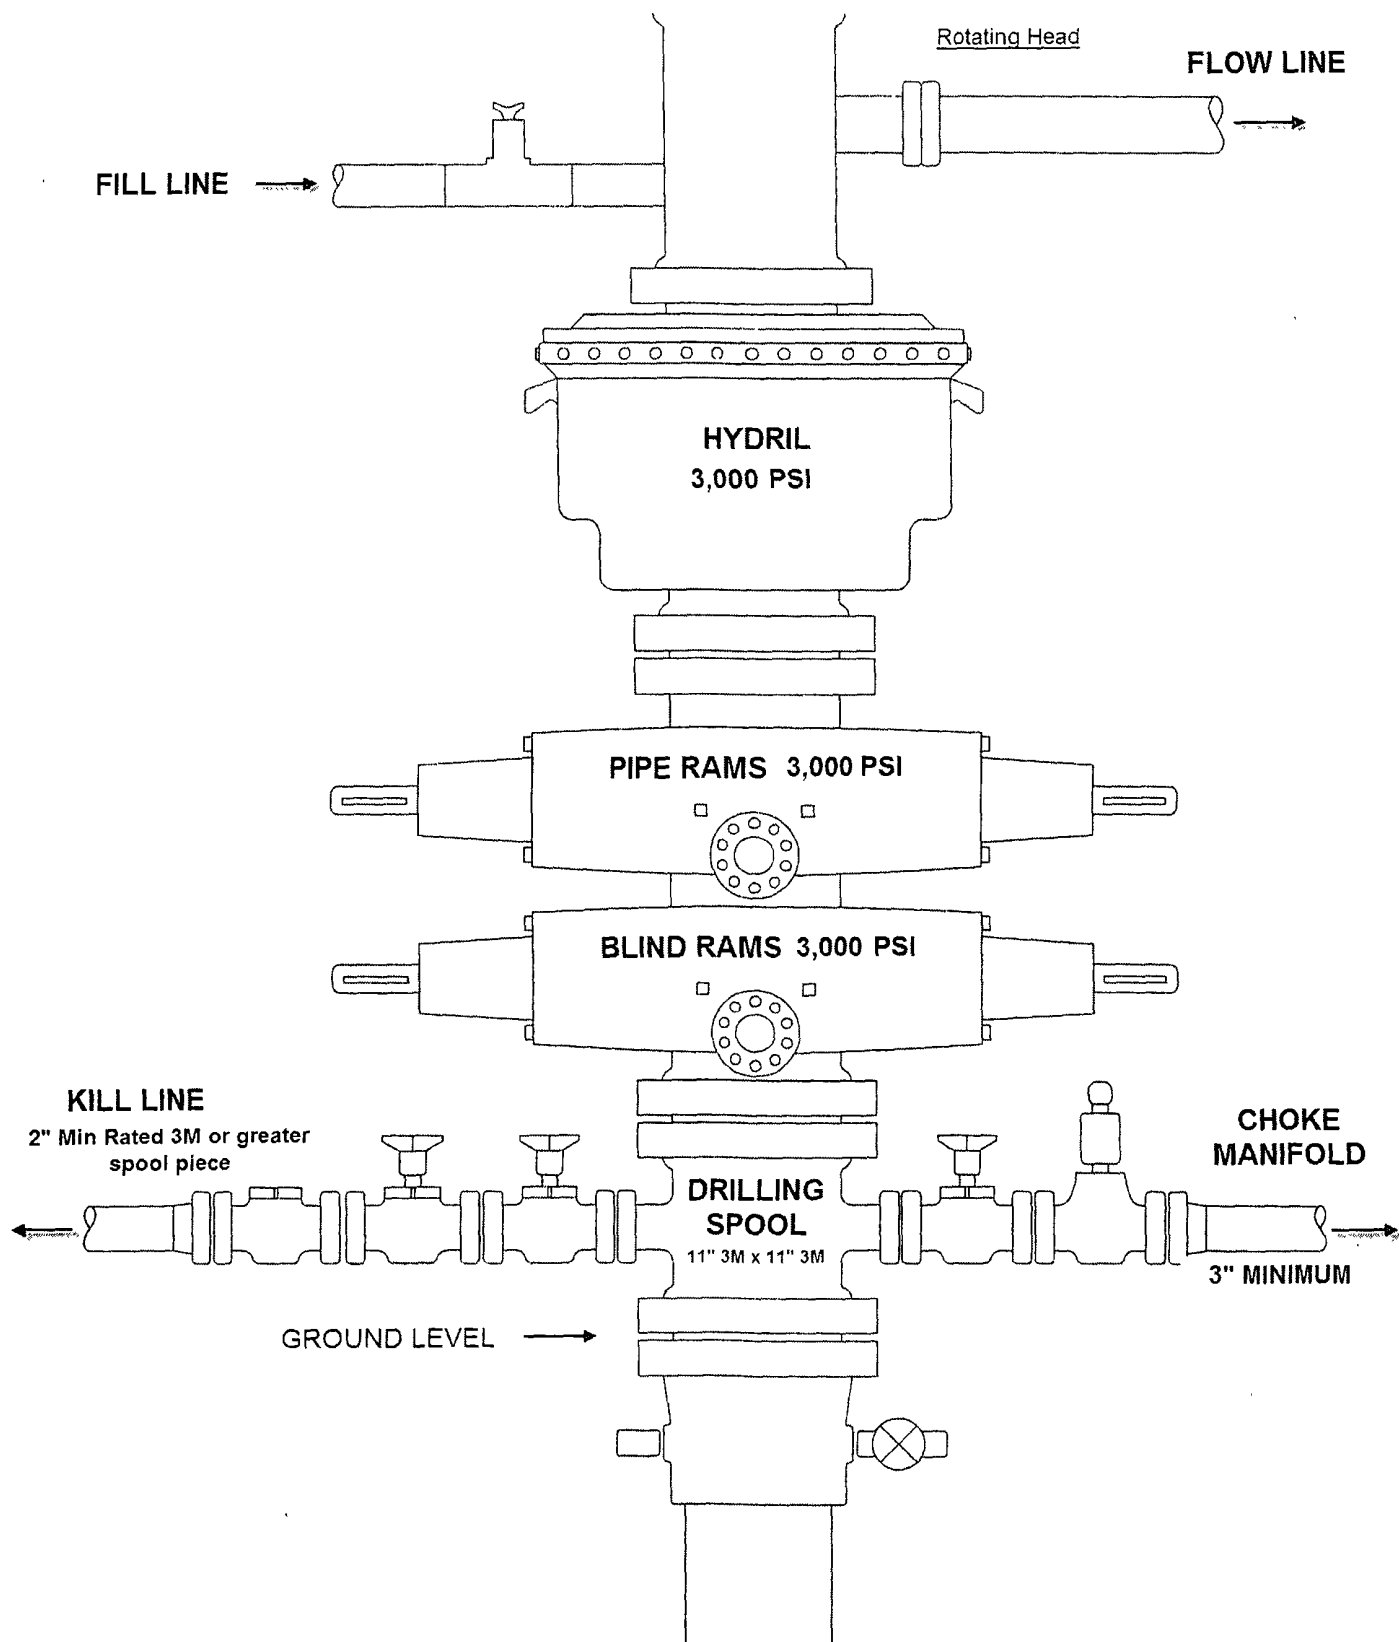 Rotating Head
FLOW LINE
FILL LINE
HYDRIL
3,000 PSI
PIPE RAMS 3,000 PSI
BLIND RAMS 3,000 PSI
KILL LINE
2" Min Rated 3M or greater
spool piece
CHOKE
MANIFOLD
DRILLING
SPOOL
11" 3M x 11" 3M
3" MINIMUM
GROUND LEVEL